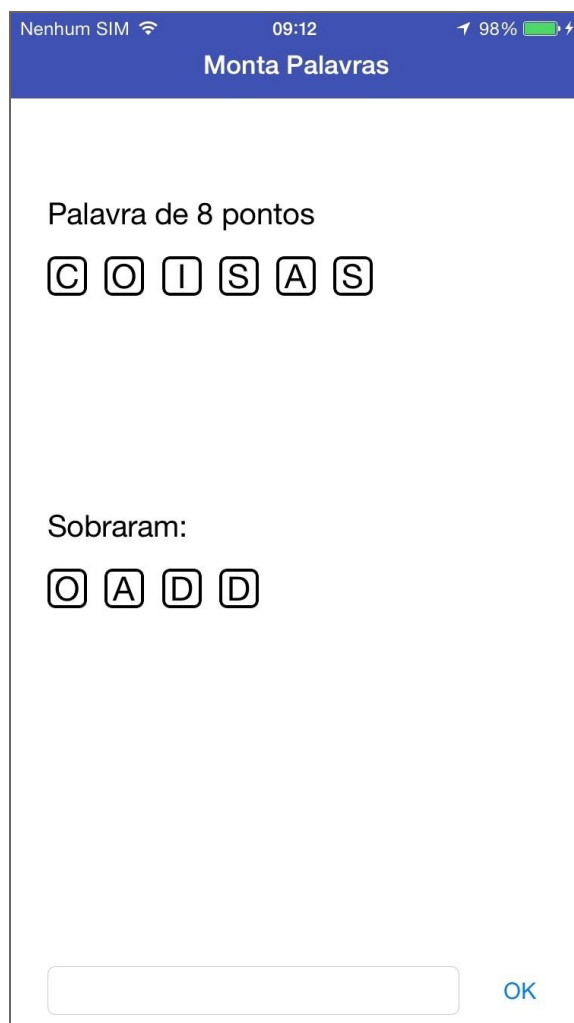 Nenhum SIM 09:12 98%
Monta Palavras
Palavra de 8 pontos
C O I S A S
Sobraram:
O A D D
OK